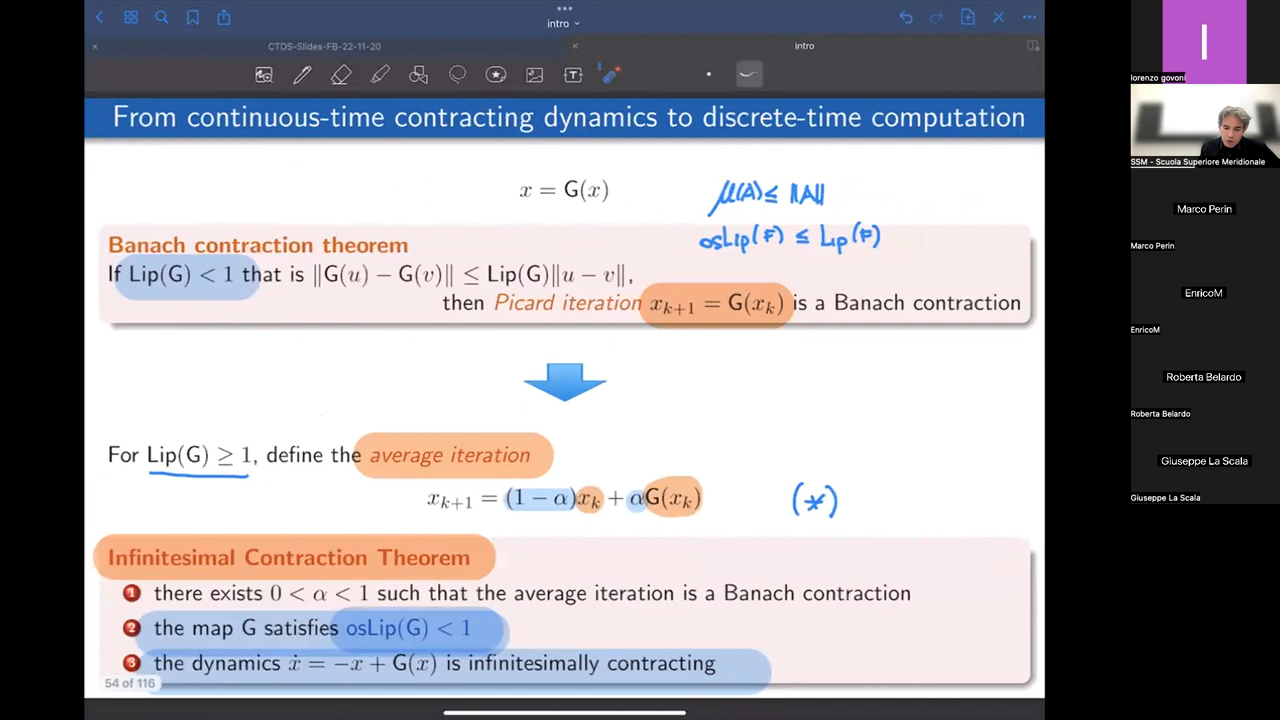 intro
CTDS-Slides-FB-22-11-20
intro
From continuous-time contracting dynamics to discrete-time computation
x = G(x)
μ(A) ≤ ‖A‖
osLip(F) ≤ Lip(F)
Banach contraction theorem
If Lip(G) < 1 that is ‖G(u) − G(v)‖ ≤ Lip(G)‖u − v‖,
then Picard iteration x_{k+1} = G(x_k) is a Banach contraction
For Lip(G) ≥ 1, define the average iteration
x_{k+1} = (1 − α)x_k + αG(x_k)
(*)
Infinitesimal Contraction Theorem
1 there exists 0 < α < 1 such that the average iteration is a Banach contraction
2 the map G satisfies osLip(G) < 1
3 the dynamics ẋ = −x + G(x) is infinitesimally contracting
54 of 116
l
lorenzo govoni
SSM - Scuola Superiore Meridionale
Marco Perin
Marco Perin
EnricoM
EnricoM
Roberta Belardo
Roberta Belardo
Giuseppe La Scala
Giuseppe La Scala